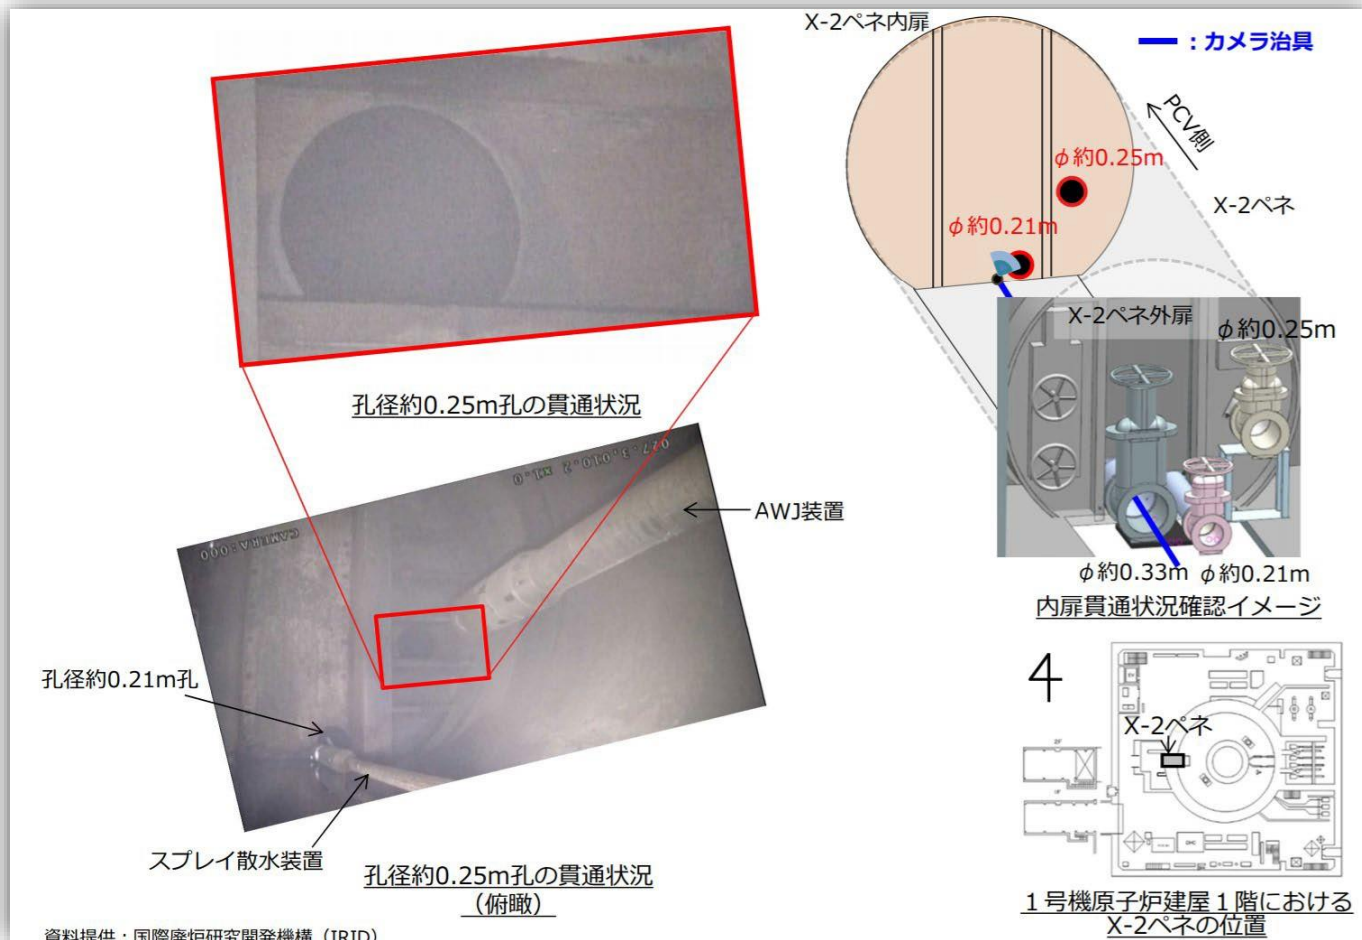 X-2ペネ内扉
━ : カメラ治具
PCV側
φ約0.25m
X-2ペネ
φ約0.21m
X-2ペネ外扉
φ約0.25m
孔径約0.25m孔の貫通状況
AWJ装置
CAMERA:000
φ約0.33m φ約0.21m
内扉貫通状況確認イメージ
孔径約0.21m孔
X-2ペネ
スプレイ散水装置
孔径約0.25m孔の貫通状況
(俯瞰)
1号機原子炉建屋1階における
X-2ペネの位置
資料提供:国際廃炉研究開発機構(IRID)